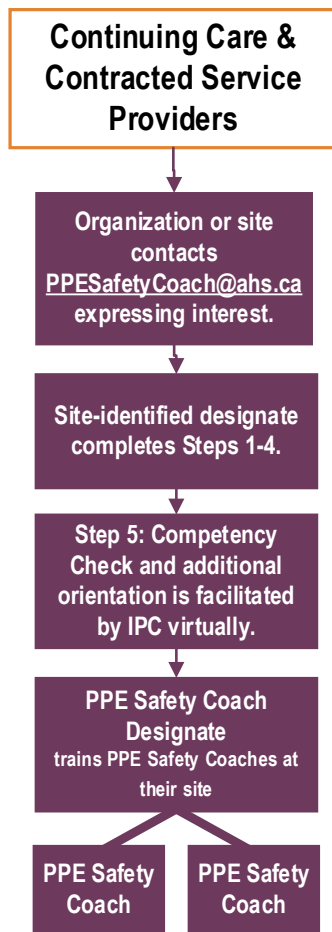 Continuing Care &
Contracted Service
Providers
Organization or site
contacts
PPESafetyCoach@ahs.ca
expressing interest.
Site-identified designate
completes Steps 1-4.
Step 5: Competency
Check and additional
orientation is facilitated
by IPC virtually.
PPE Safety Coach
Designate
trains PPE Safety Coaches at
their site
PPE Safety
Coach
PPE Safety
Coach